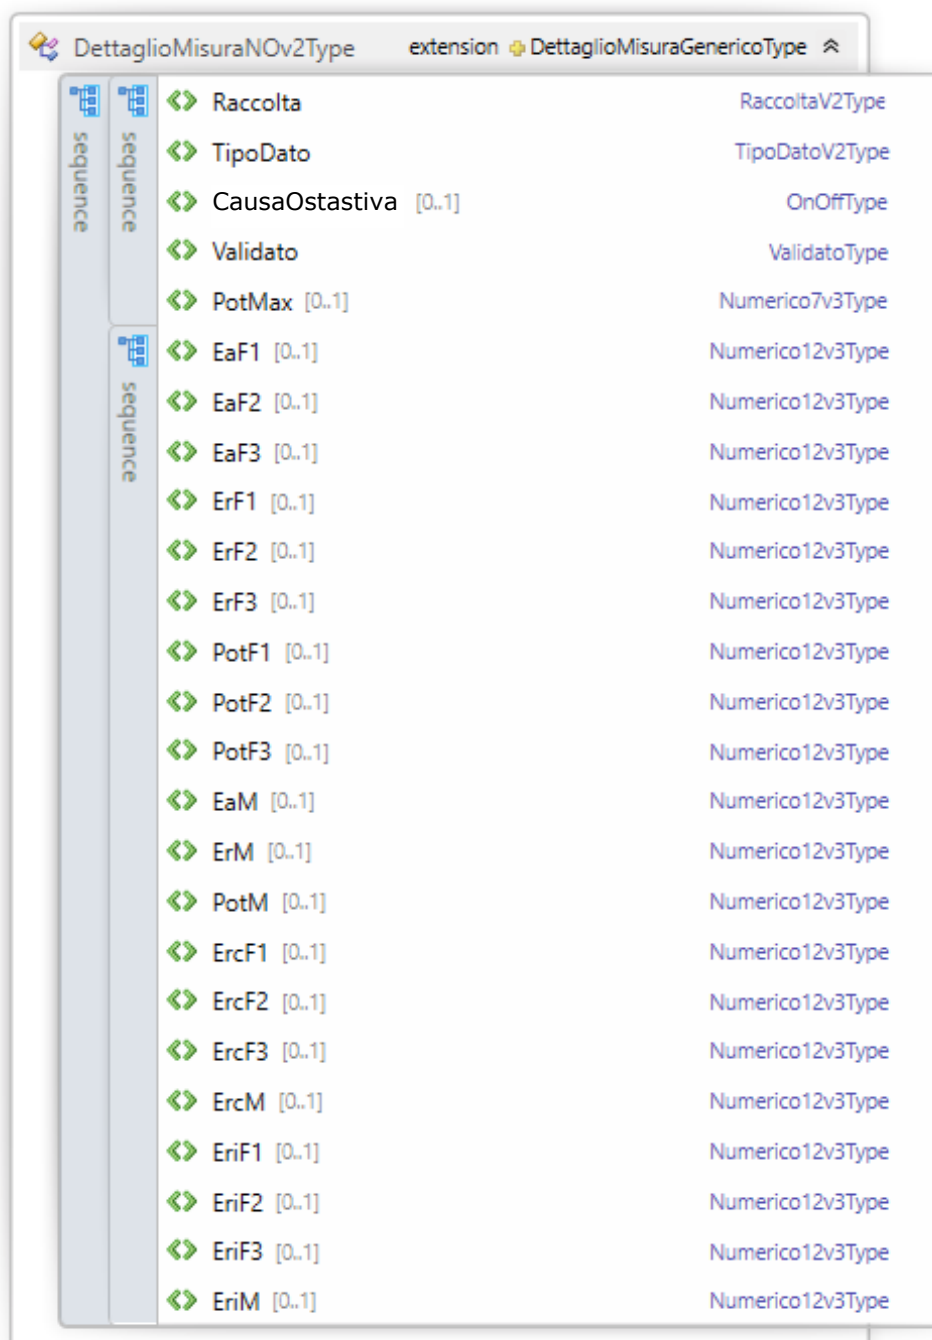 DettaglioMisuraNOv2Type extension DettaglioMisuraGenericoType
sequence
sequence
Raccolta RaccoltaV2Type
TipoDato TipoDatoV2Type
CausaOstastiva [0..1] OnOffType
Validato ValidatoType
PotMax [0..1] Numerico7v3Type
sequence
EaF1 [0..1] Numerico12v3Type
EaF2 [0..1] Numerico12v3Type
EaF3 [0..1] Numerico12v3Type
ErF1 [0..1] Numerico12v3Type
ErF2 [0..1] Numerico12v3Type
ErF3 [0..1] Numerico12v3Type
PotF1 [0..1] Numerico12v3Type
PotF2 [0..1] Numerico12v3Type
PotF3 [0..1] Numerico12v3Type
EaM [0..1] Numerico12v3Type
ErM [0..1] Numerico12v3Type
PotM [0..1] Numerico12v3Type
ErcF1 [0..1] Numerico12v3Type
ErcF2 [0..1] Numerico12v3Type
ErcF3 [0..1] Numerico12v3Type
ErcM [0..1] Numerico12v3Type
EriF1 [0..1] Numerico12v3Type
EriF2 [0..1] Numerico12v3Type
EriF3 [0..1] Numerico12v3Type
EriM [0..1] Numerico12v3Type